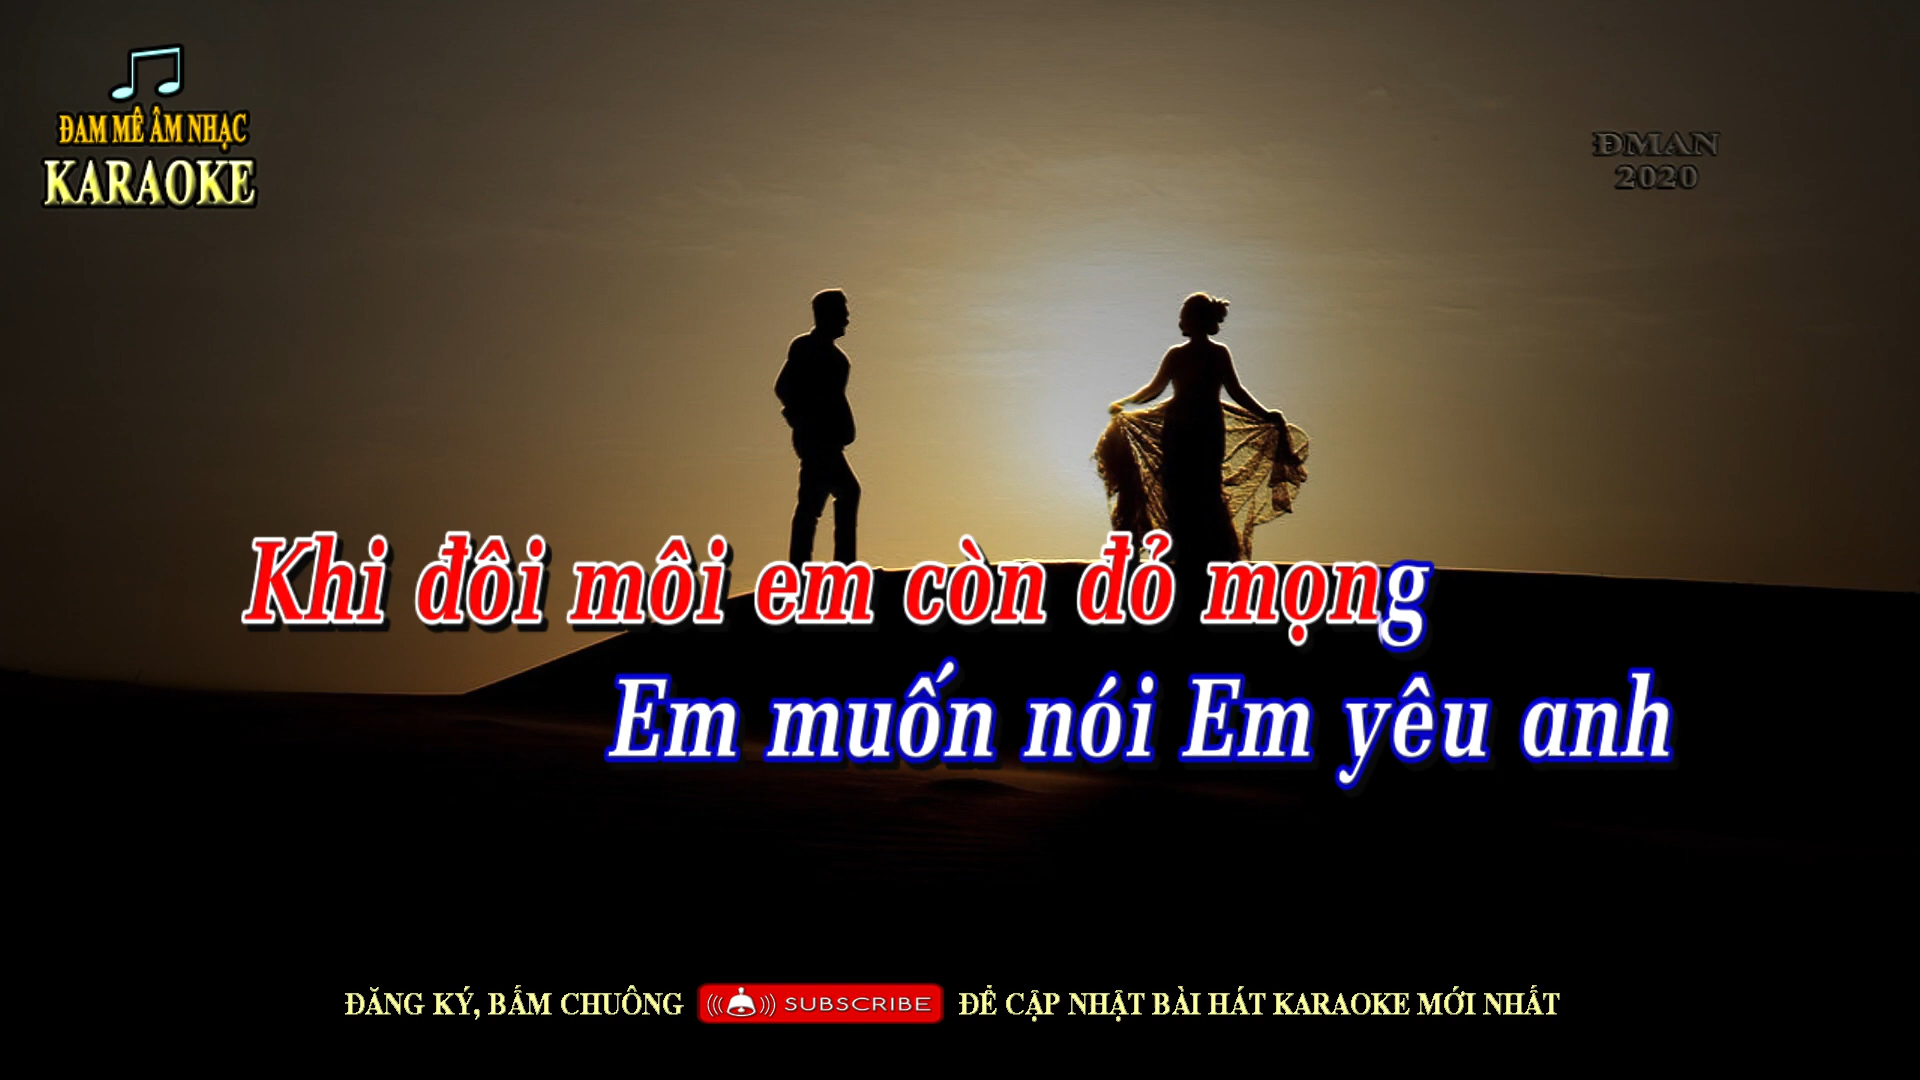 ĐAM MÊ ÂM NHẠC
KARAOKE
ĐMAN
2020
Khi đôi môi em còn đỏ mọng
Em muốn nói Em yêu anh
ĐĂNG KÝ, BẤM CHUÔNG SUBSCRIBE ĐỂ CẬP NHẬT BÀI HÁT KARAOKE MỚI NHẤT